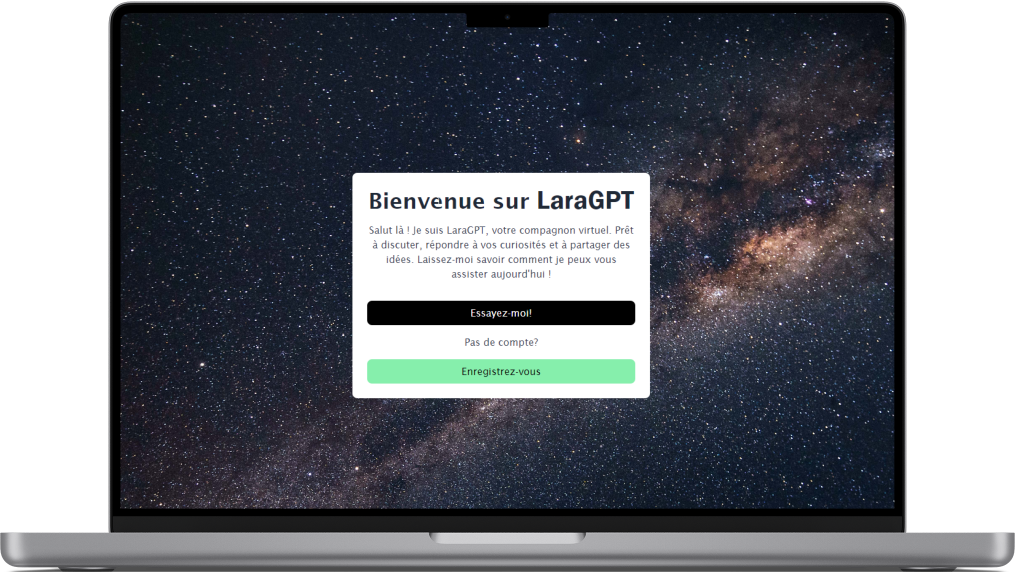 Bienvenue sur LaraGPT
Salut là ! Je suis LaraGPT, votre compagnon virtuel. Prêt
à discuter, répondre à vos curiosités et à partager des
idées. Laissez-moi savoir comment je peux vous
assister aujourd'hui !
Essayez-moi!
Pas de compte?
Enregistrez-vous